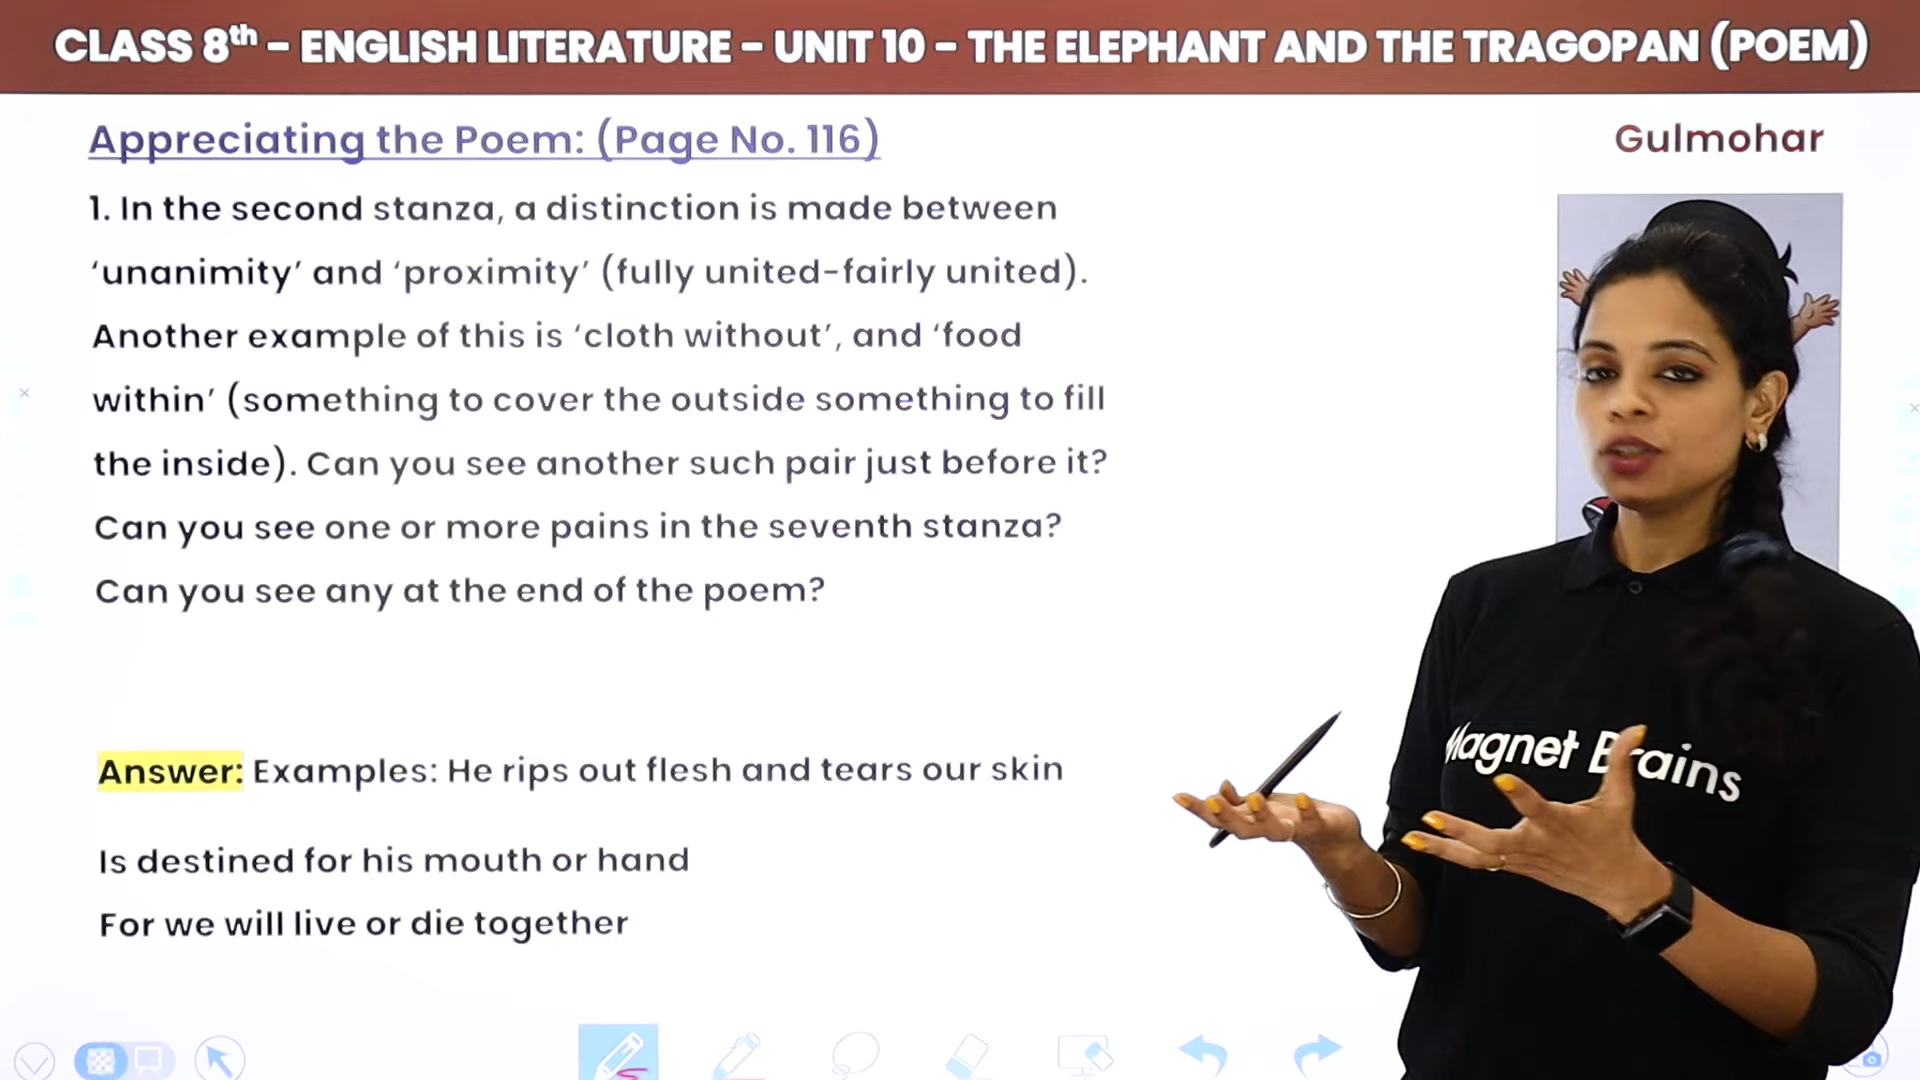 CLASS 8th - ENGLISH LITERATURE - UNIT 10 - THE ELEPHANT AND THE TRAGOPAN (POEM)
Appreciating the Poem: (Page No. 116)
Gulmohar
1. In the second stanza, a distinction is made between
‘unanimity’ and ‘proximity’ (fully united-fairly united).
Another example of this is ‘cloth without’, and ‘food
within’ (something to cover the outside something to fill
the inside). Can you see another such pair just before it?
Can you see one or more pains in the seventh stanza?
Can you see any at the end of the poem?
Answer: Examples: He rips out flesh and tears our skin
Is destined for his mouth or hand
For we will live or die together
Magnet Brains